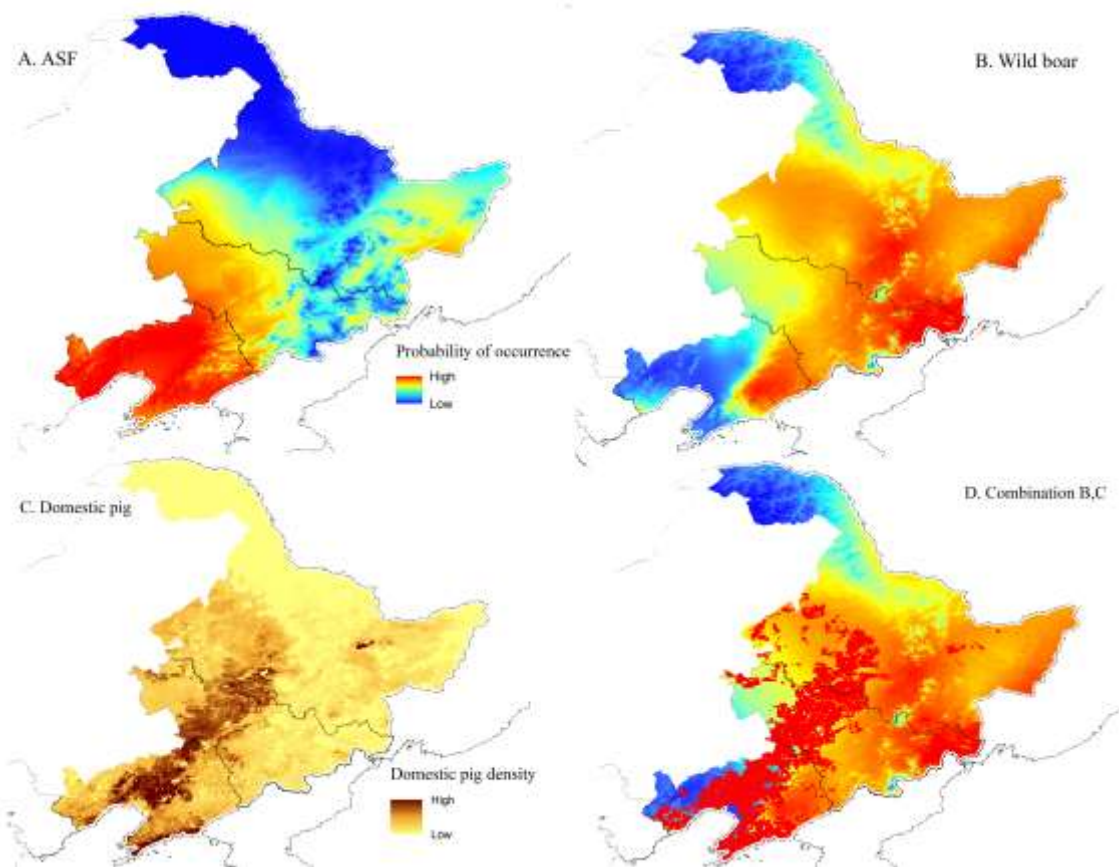 A. ASF
B. Wild boar
Probability of occurrence
High
Low
C. Domestic pig
D. Combination B,C
Domestic pig density
High
Low